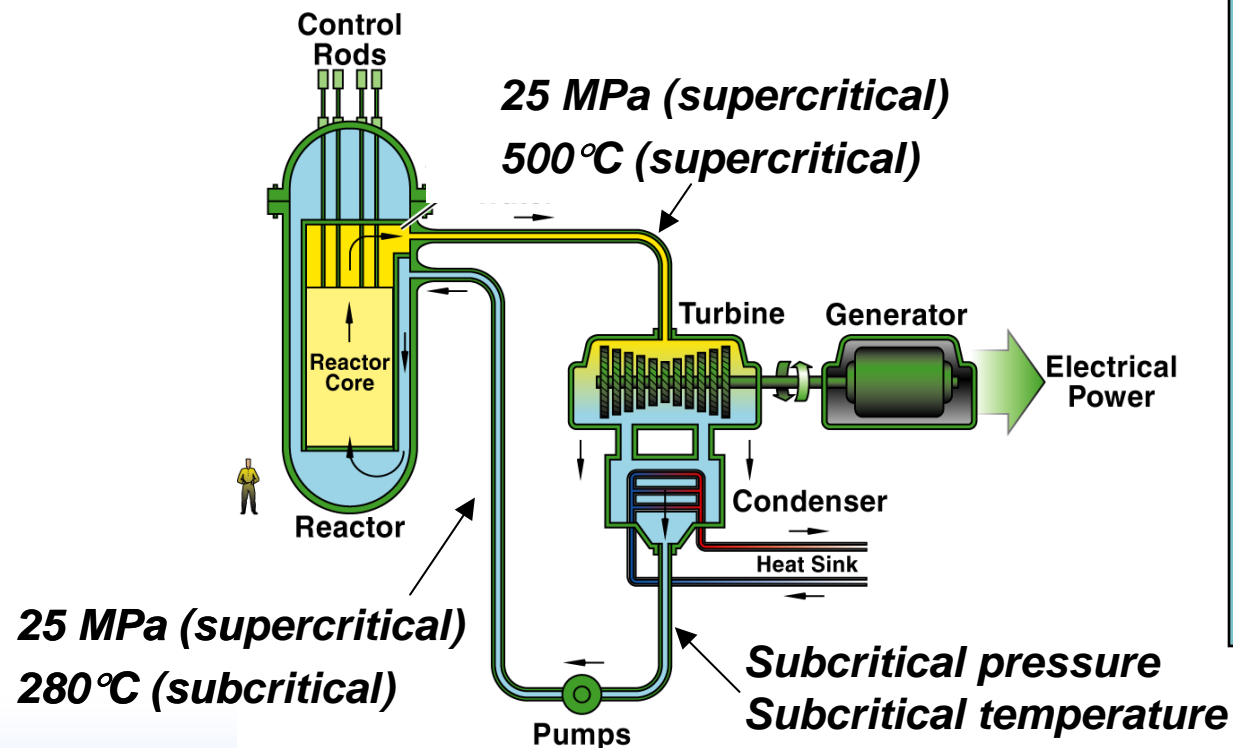 Control
Rods
25 MPa (supercritical)
500°C (supercritical)
Turbine
Generator
Reactor
Core
Electrical
Power
Condenser
Reactor
Heat Sink
25 MPa (supercritical)
280°C (subcritical)
Subcritical pressure
Subcritical temperature
Pumps